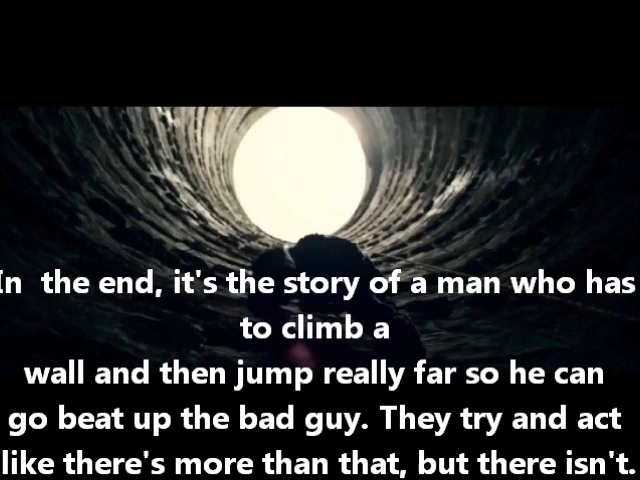 In  the end, it's the story of a man who has
to climb a
wall and then jump really far so he can
go beat up the bad guy. They try and act
like there's more than that, but there isn't.